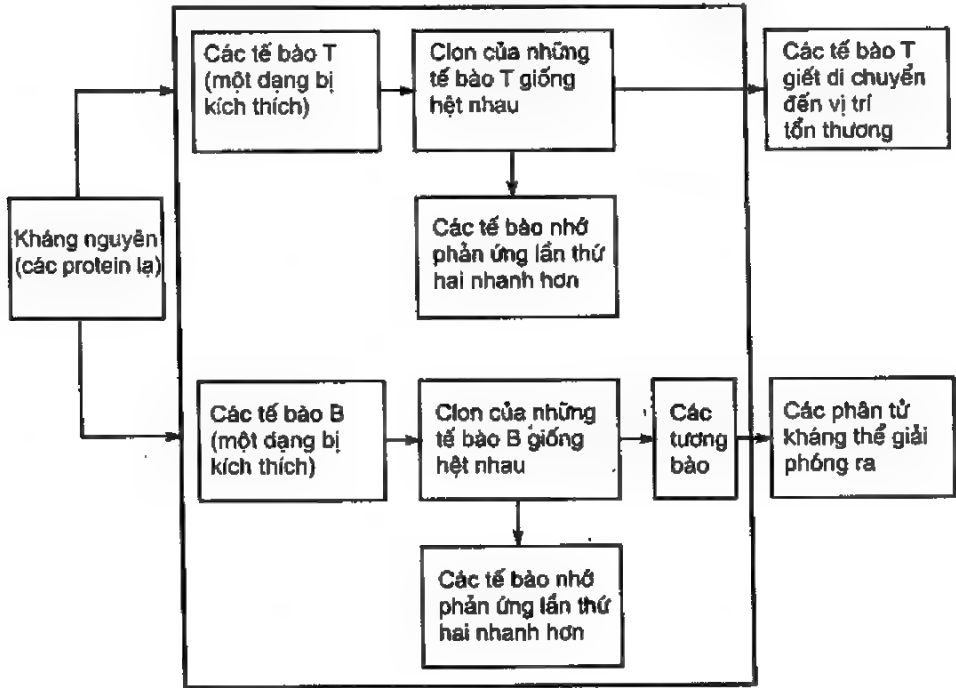 Các tế bào T
(một dạng bị
kích thích)
Clon của những
tế bào T giống
hệt nhau
Các tế bào T
giết di chuyển
đến vị trí
tổn thương
Kháng nguyên
(các protein lạ)
Các tế bào nhớ
phản ứng lần thứ
hai nhanh hơn
Các tế bào B
(một dạng bị
kích thích)
Clon của những
tế bào B giống
hệt nhau
Các
tương
bào
Các phân tử
kháng thể giải
phóng ra
Các tế bào nhớ
phản ứng lần thứ
hai nhanh hơn